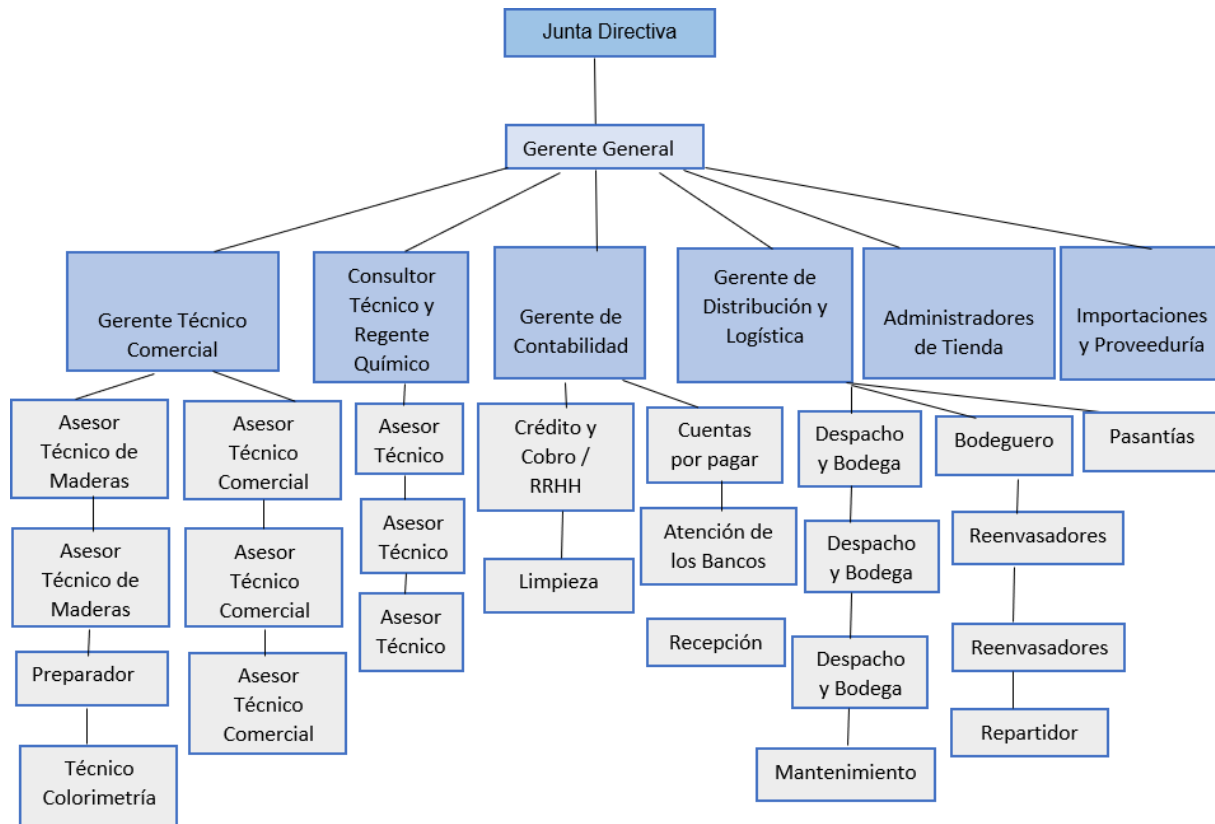 Junta Directiva
Gerente General
Gerente Técnico
Comercial
Consultor
Técnico y
Regente
Químico
Gerente de
Contabilidad
Gerente de
Distribución y
Logística
Administradores
de Tienda
Importaciones
y Proveeduría
Asesor
Técnico de
Maderas
Asesor
Técnico
Comercial
Asesor
Técnico
Crédito y
Cobro /
RRHH
Cuentas
por pagar
Despacho
y Bodega
Bodeguero
Pasantías
Asesor
Técnico de
Maderas
Asesor
Técnico
Comercial
Asesor
Técnico
Limpieza
Atención de
los Bancos
Despacho
y Bodega
Reenvasadores
Preparador
Asesor
Técnico
Comercial
Asesor
Técnico
Recepción
Despacho
y Bodega
Reenvasadores
Técnico
Colorimetría
Mantenimiento
Repartidor